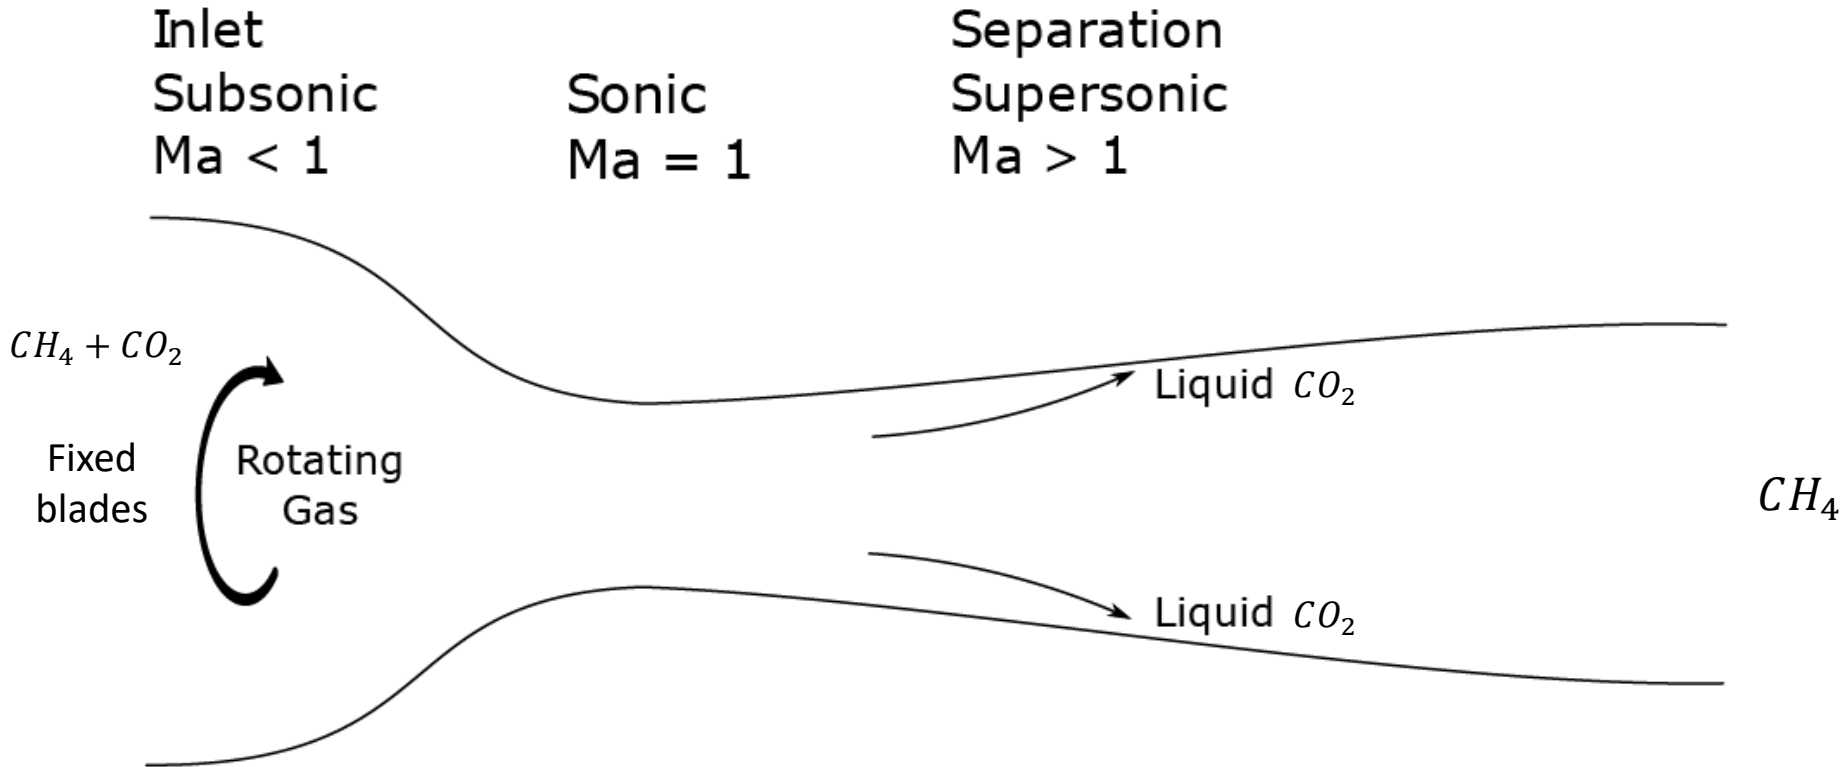 Inlet
Subsonic
Ma < 1
Sonic
Ma = 1
Separation
Supersonic
Ma > 1
CH₄ + CO₂
Fixed
blades
Rotating
Gas
Liquid CO₂
Liquid CO₂
CH₄